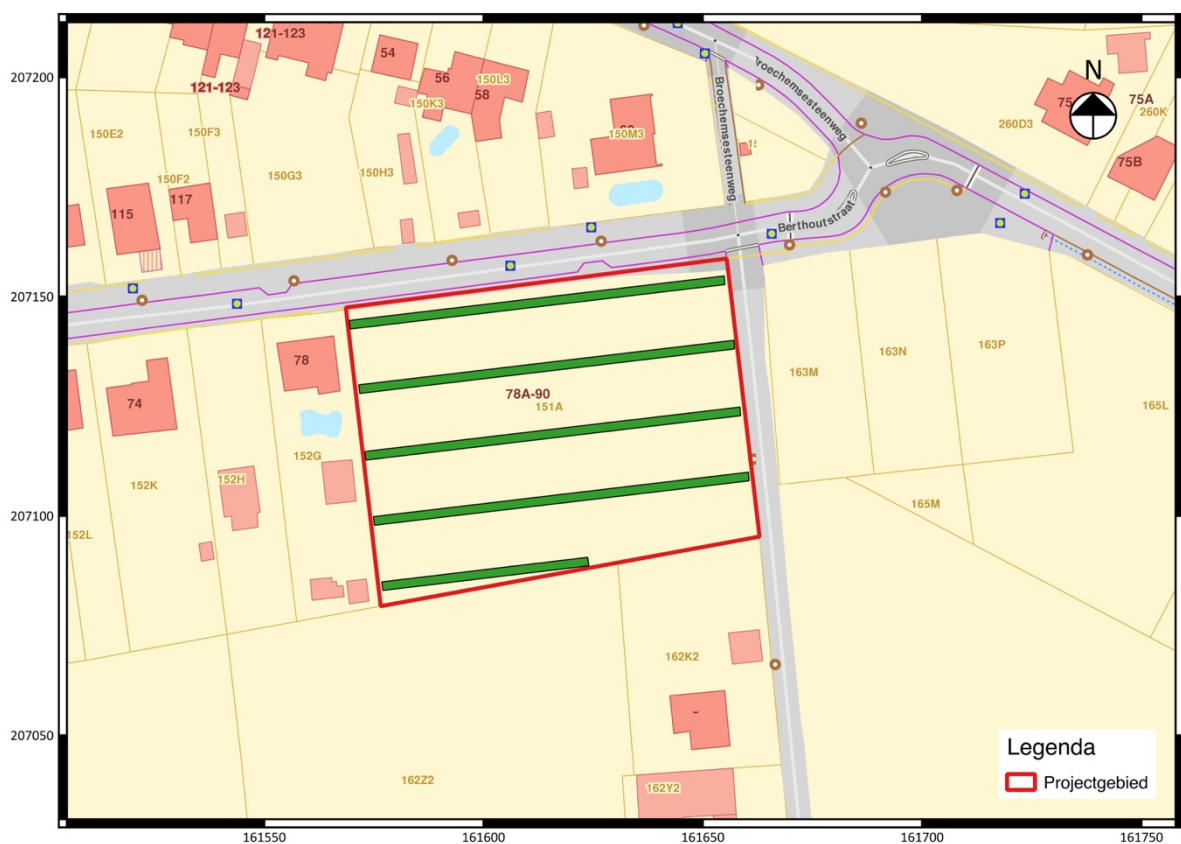 121-123
54
56
150L3
58
150K3
121-123
207200
Broechemsesteenweg
Broechemsesteenweg
N
75A
260K
260D3
75B
150E2
150F3
150F2
150G3
150H3
150M3
115
117
Berthoutstraat
207150
78
74
78A-90
151A
163M
163N
163P
165L
152G
152H
152K
152L
165M
207100
162K2
207050
162Z2
162Y2
Legenda
Projectgebied
161550
161600
161650
161700
161750